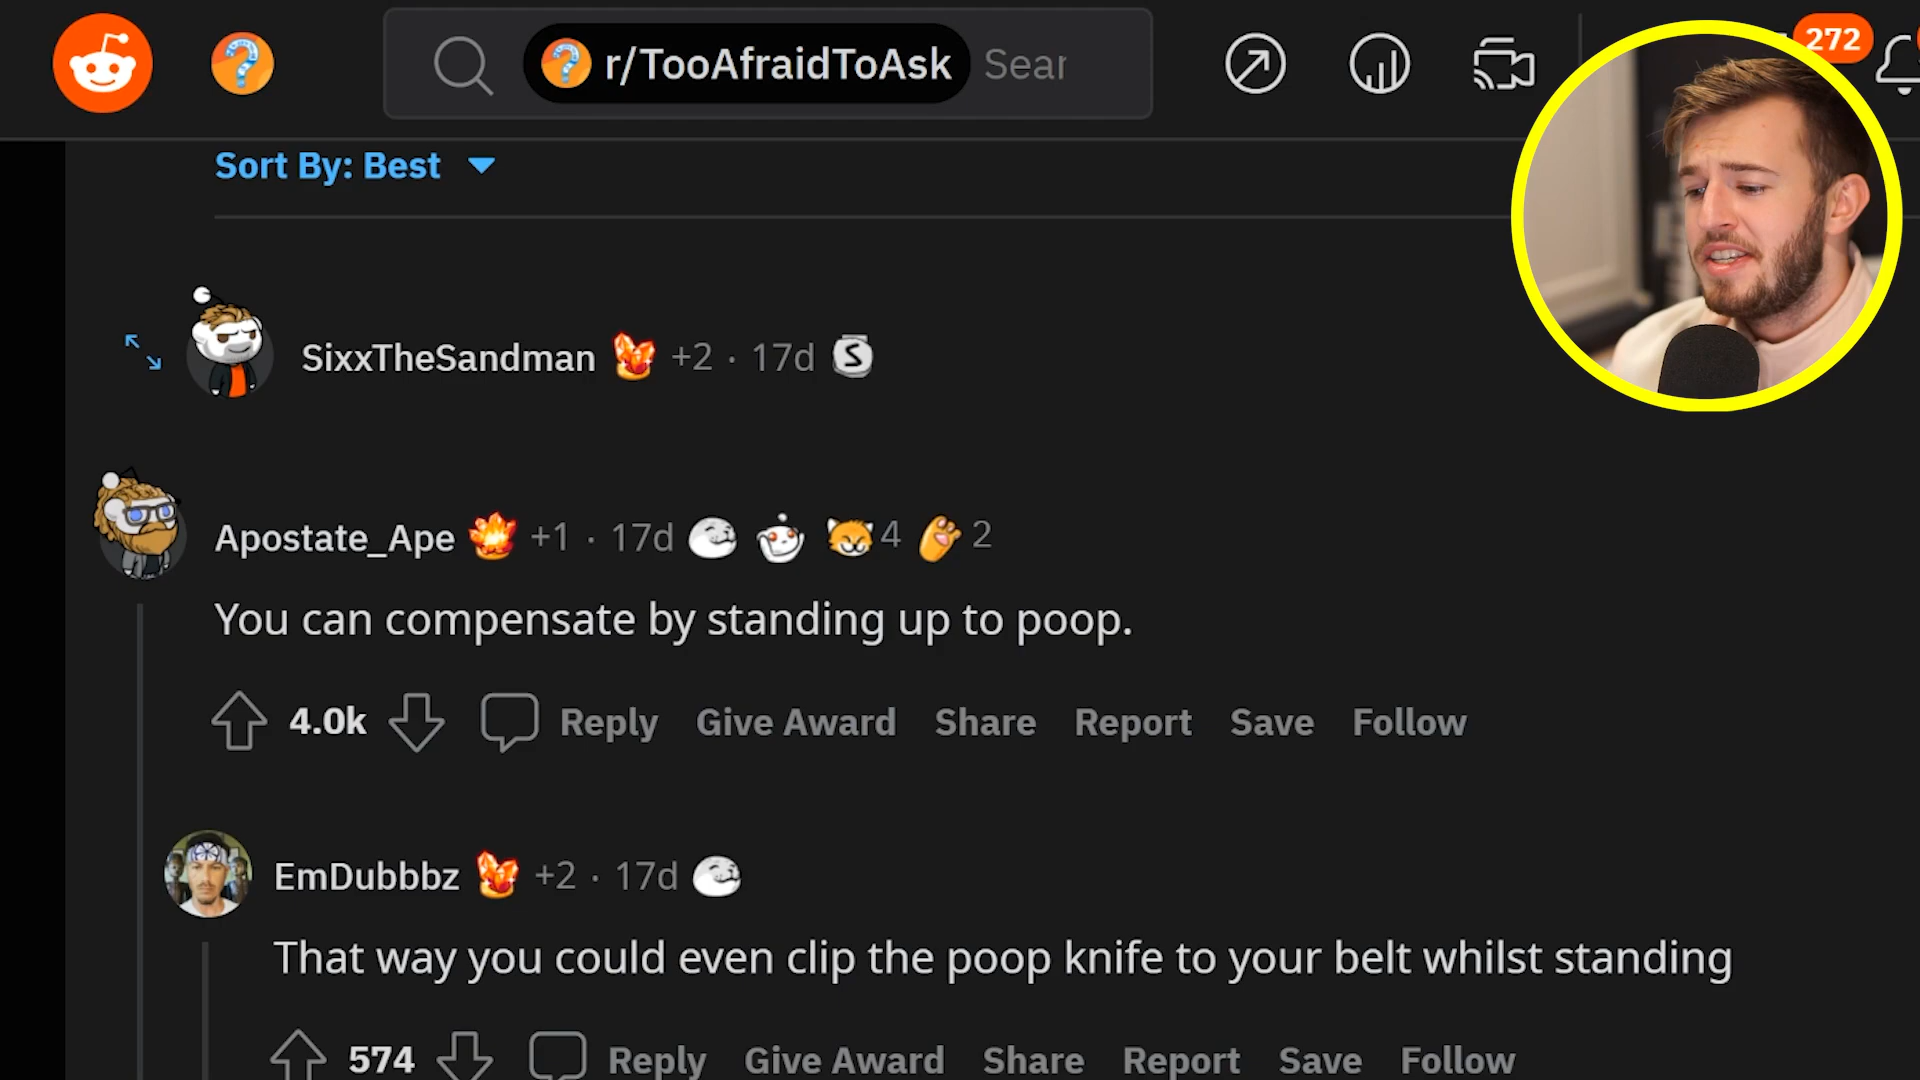 r/TooAfraidToAsk Sear
272
Sort By: Best
SixxTheSandman +2 · 17d S
Apostate_Ape +1 · 17d 4 2
You can compensate by standing up to poop.
4.0k Reply Give Award Share Report Save Follow
EmDubbbz +2 · 17d
That way you could even clip the poop knife to your belt whilst standing
574 Reply Give Award Share Report Save Follow